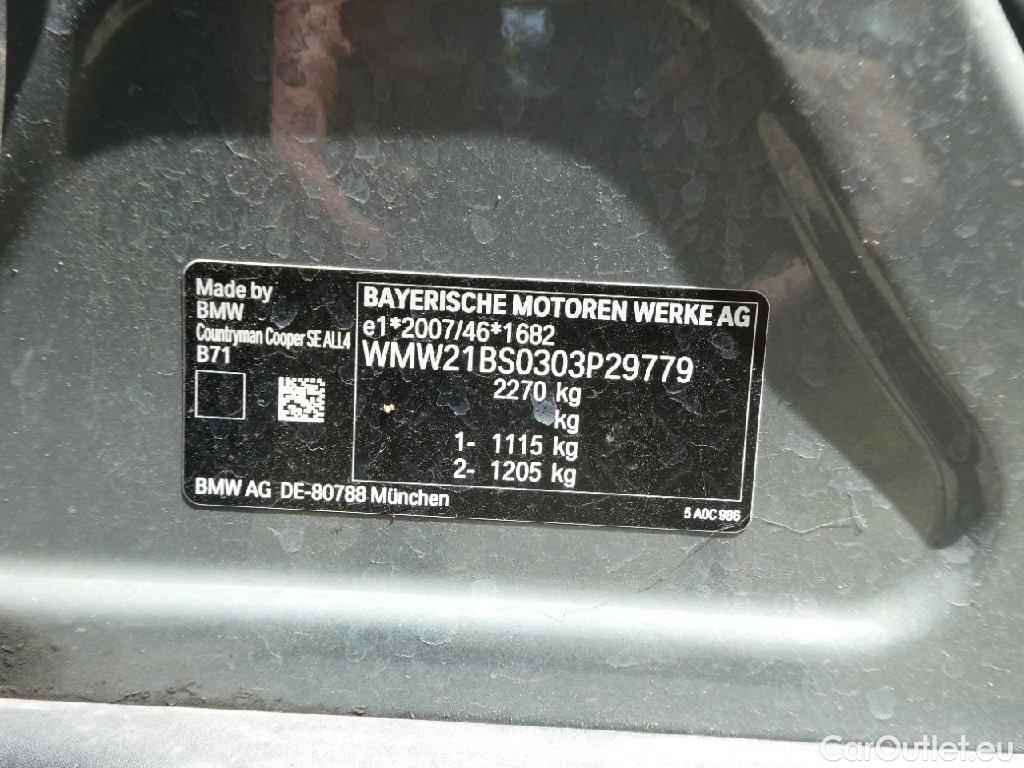 Made by
BMW
Countryman Cooper SE ALL4
B71
BMW AG DE-80788 München
BAYERISCHE MOTOREN WERKE AG
e1*2007/46*1682
WMW21BS0303P29779
2270 kg
kg
1- 1115 kg
2- 1205 kg
5 A0C 986
CarOutlet.eu